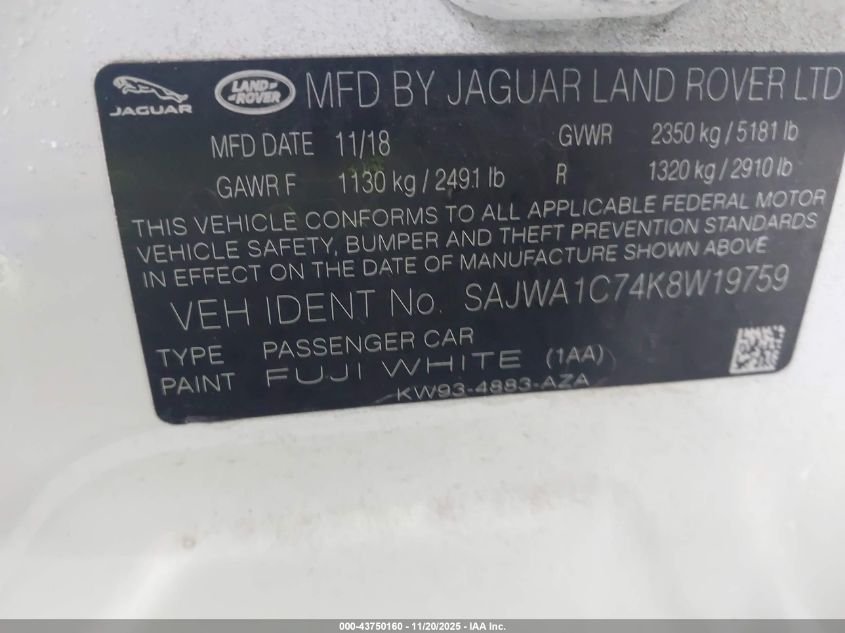 JAGUAR LAND ROVER MFD BY JAGUAR LAND ROVER LTD
MFD DATE 11/18 GVWR 2350 kg / 5181 lb
GAWR F 1130 kg / 2491 lb R 1320 kg / 2910 lb
THIS VEHICLE CONFORMS TO ALL APPLICABLE FEDERAL MOTOR
VEHICLE SAFETY, BUMPER AND THEFT PREVENTION STANDARDS
IN EFFECT ON THE DATE OF MANUFACTURE SHOWN ABOVE
VEH IDENT No. SAJWA1C74K8W19759
TYPE PASSENGER CAR
PAINT FUJI WHITE (1AA)
KW93-4883-AZA
000-43750160 - 11/20/2025 - IAA Inc.